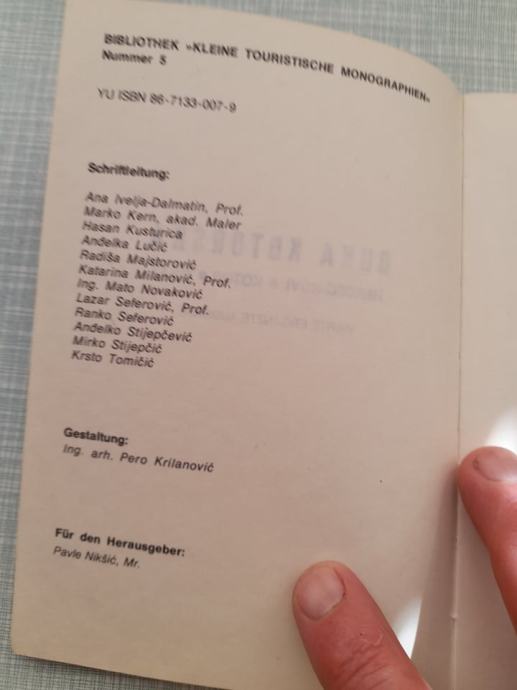 BIBLIOTHEK »KLEINE TOURISTISCHE MONOGRAPHIEN«
Nummer 5
YU ISBN 86-7133-007-9
Schriftleitung:
Ana Ivelja-Dalmatin, Prof.
Marko Kern, akad. Maler
Hasan Kusturica
Anđelka Lučić
Radiša Majstorović
Katarina Milanović, Prof.
Ing. Mato Novaković
Lazar Seferović, Prof.
Ranko Seferović
Anđelko Stijepčević
Mirko Stijepčić
Krsto Tomičić
Gestaltung:
Ing. arh. Pero Krilanović
Für den Herausgeber:
Pavle Nikšić, Mr.